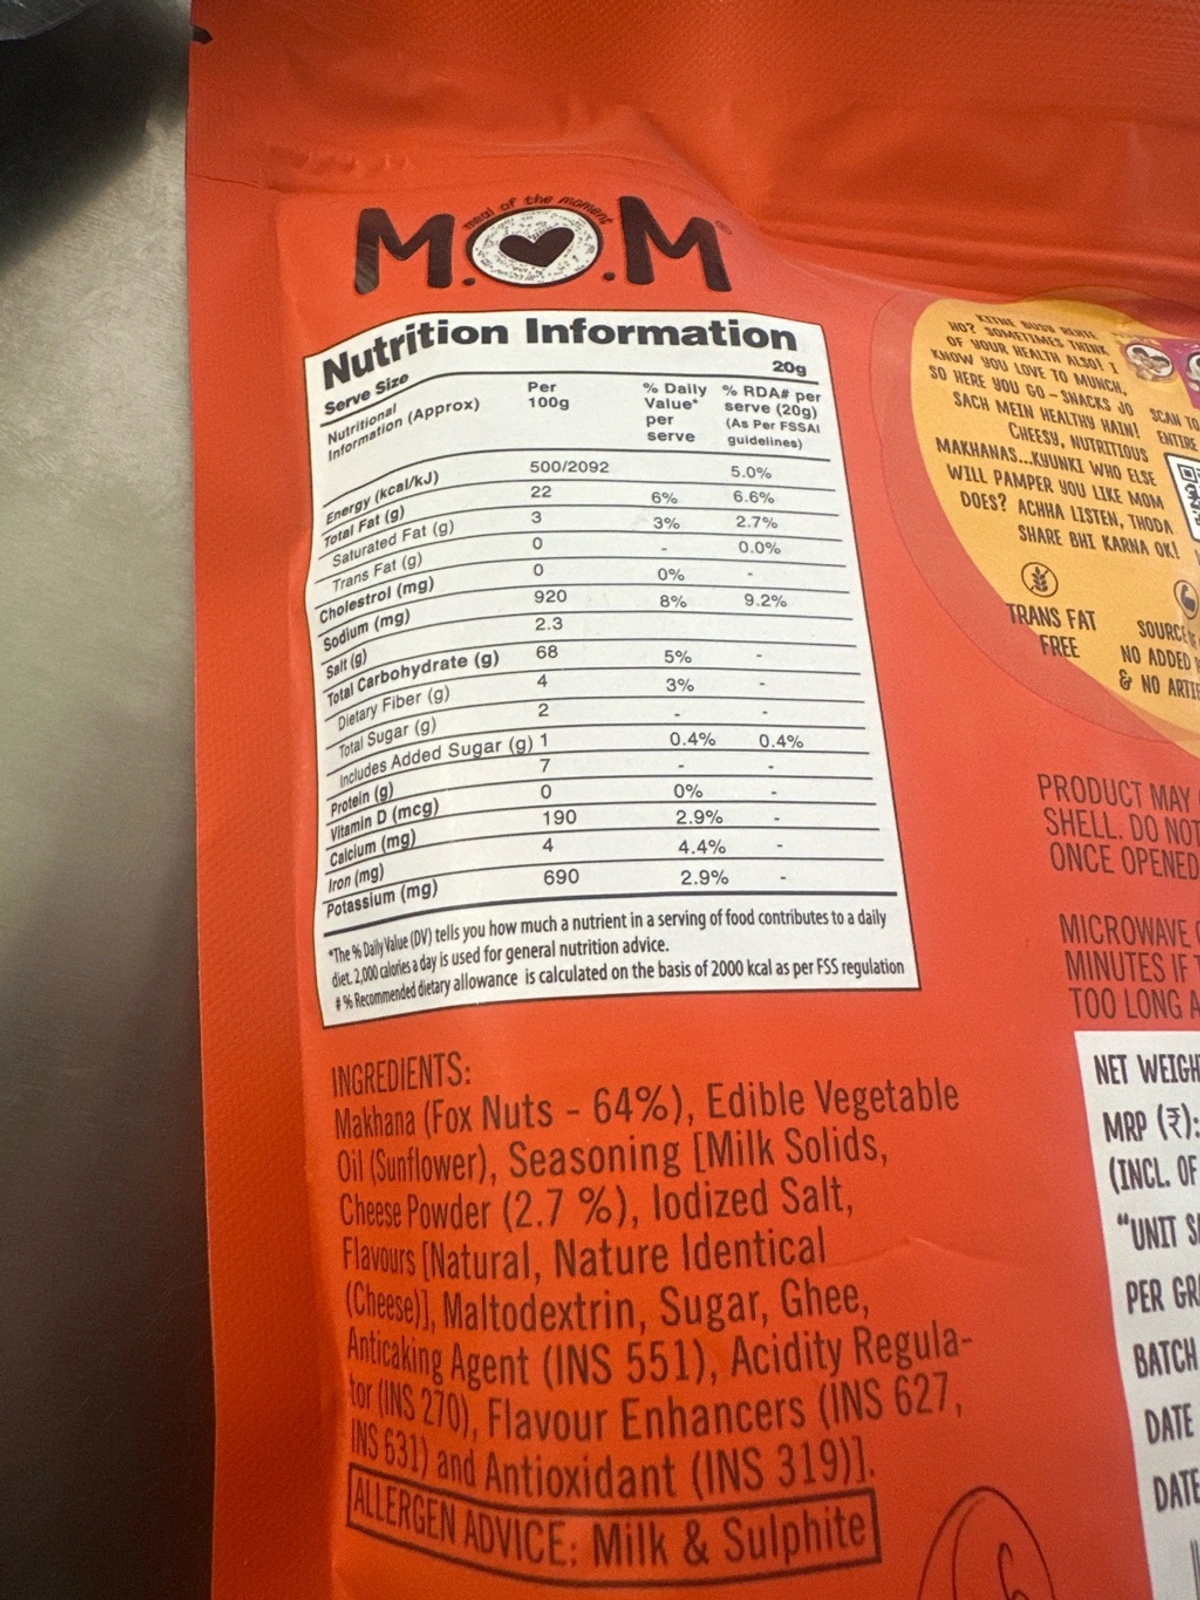 meal of the moment
M.O.M
Nutrition Information
Serve Size 20g
Nutritional Information (Approx) Per 100g % Daily Value* per serve % RDA# per serve (20g) (As Per FSSAI guidelines)
Energy (kcal/kJ) 500/2092 5.0%
Total Fat (g) 22 6% 6.6%
Saturated Fat (g) 3 3% 2.7%
Trans Fat (g) 0 - 0.0%
Cholestrol (mg) 0 0% -
Sodium (mg) 920 8% 9.2%
Salt (g) 2.3
Total Carbohydrate (g) 68 5% -
Dietary Fiber (g) 4 3% -
Total Sugar (g) 2 - -
Includes Added Sugar (g) 1 0.4% 0.4%
Protein (g) 7 - -
Vitamin D (mcg) 0 0% -
Calcium (mg) 190 2.9% -
Iron (mg) 4 4.4% -
Potassium (mg) 690 2.9% -
*The % Daily Value (DV) tells you how much a nutrient in a serving of food contributes to a daily
diet. 2,000 calories a day is used for general nutrition advice.
# % Recommended dietary allowance is calculated on the basis of 2000 kcal as per FSS regulation
INGREDIENTS:
Makhana (Fox Nuts - 64%), Edible Vegetable
Oil (Sunflower), Seasoning [Milk Solids,
Cheese Powder (2.7 %), Iodized Salt,
Flavours [Natural, Nature Identical
(Cheese)], Maltodextrin, Sugar, Ghee,
Anticaking Agent (INS 551), Acidity Regula-
tor (INS 270), Flavour Enhancers (INS 627,
INS 631) and Antioxidant (INS 319)].
ALLERGEN ADVICE: Milk & Sulphite
KITNE BUSY REHTE
HO? SOMETIMES THINK
OF YOUR HEALTH ALSO! I
KNOW YOU LOVE TO MUNCH,
SO HERE YOU GO - SNACKS JO
SACH MEIN HEALTHY HAIN!
CHEESY, NUTRITIOUS
MAKHANAS...KYUNKI WHO ELSE
WILL PAMPER YOU LIKE MOM
DOES? ACHHA LISTEN, THODA
SHARE BHI KARNA OK!
SCAN TO
ENTIRE
TRANS FAT
FREE
SOURCE
NO ADDED
& NO
PRODUCT MAY
SHELL. DO NOT
ONCE OPENED
MICROWAVE
MINUTES IF
TOO LONG
NET WEIGHT
MRP (₹):
(INCL. OF
"UNIT
PER
BATCH
DATE
DATE